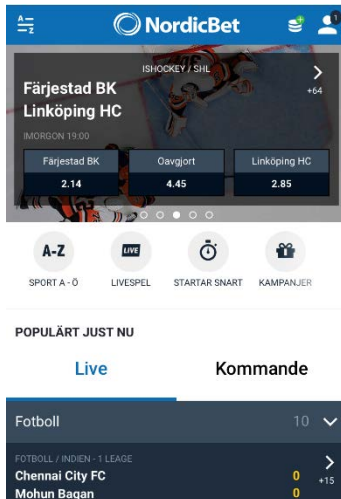 A
Z
NordicBet
1
ISHOCKEY / SHL
Färjestad BK
+64
Linköping HC
IMORGON 19:00
Färjestad BK Oavgjort Linköping HC
2.14 4.45 2.85
A-Z LIVE
SPORT A - Ö LIVESPEL STARTAR SNART KAMPANJER
POPULÄRT JUST NU
Live Kommande
Fotboll 10
FOTBOLL / INDIEN - 1 LEAGE
Chennai City FC 0 +15
Mohun Bagan 0